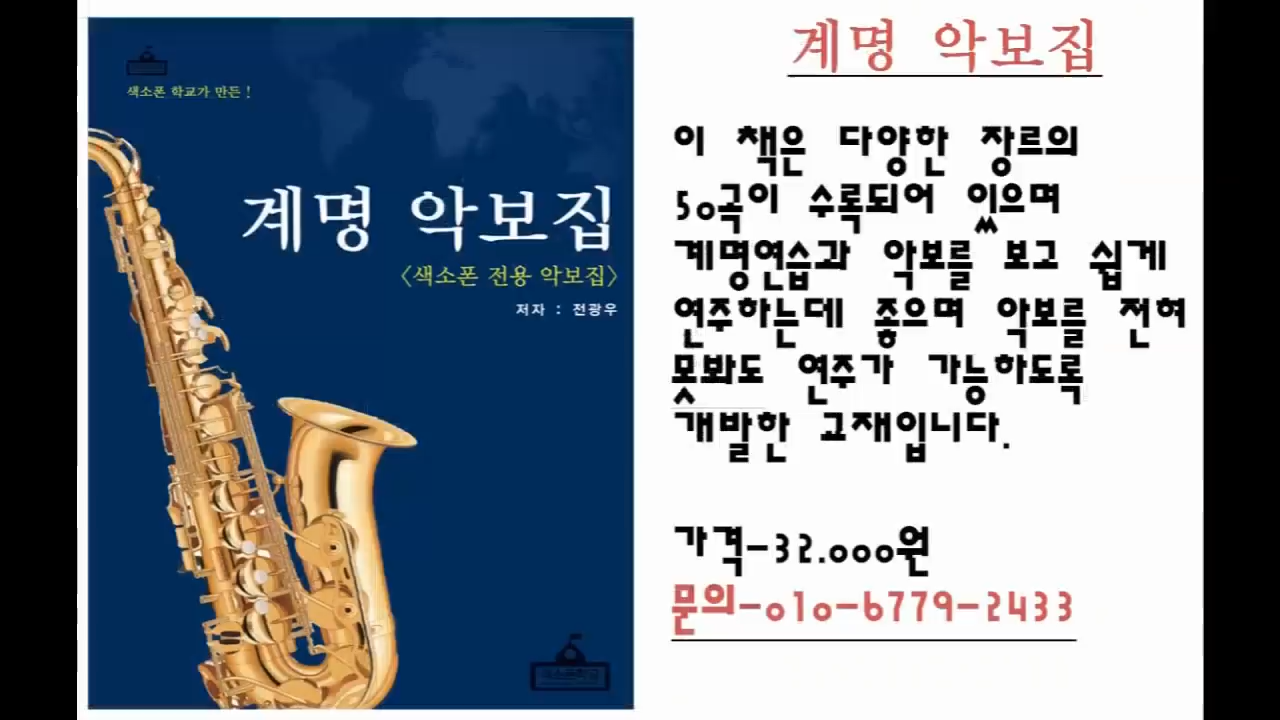 색소폰 학교가 만든 !
계명 악보집
<색소폰 전용 악보집>
저자 : 전광우
색소폰학교
계명 악보집
이 책은 다양한 장르의
50곡이 수록되어 있으며
계명연습과 악보를 보고 쉽게
연주하는데 좋으며 악보를 전혀
못봐도 연주가 가능하도록
개발한 교재입니다.
가격-32.000원
문의-010-6779-2433